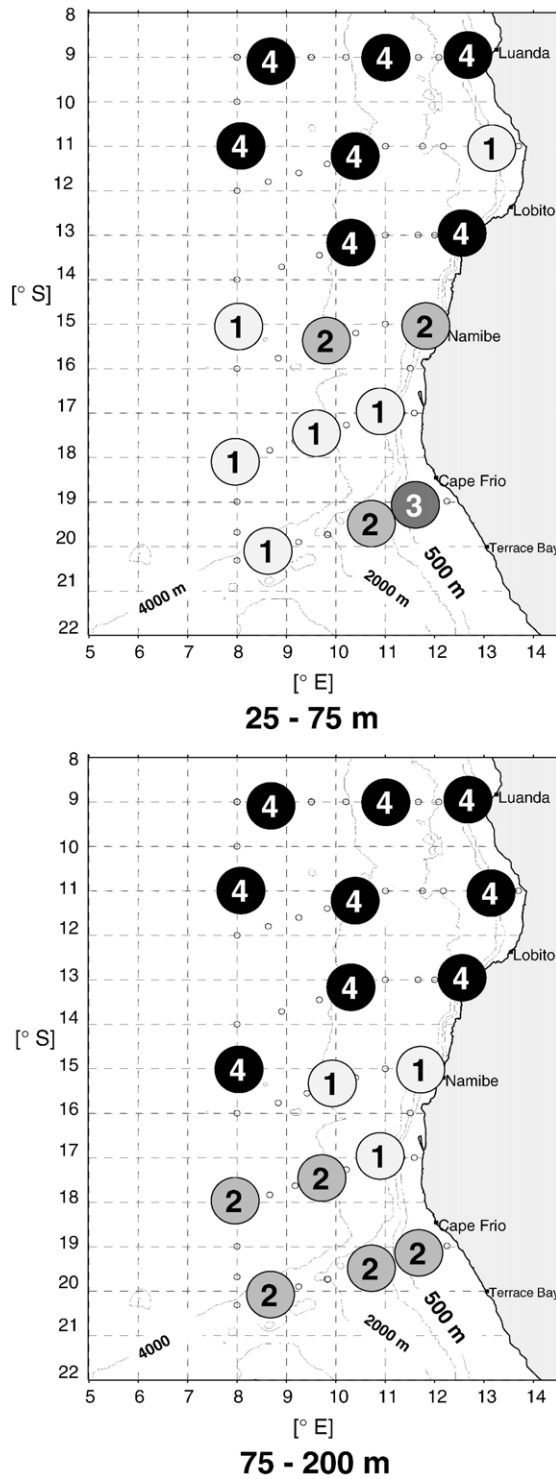 8
9 4 4 4 Luanda
10
11 4 4 1
12 Lobito
13 4 4
14
[° S]
15 1 2 2 Namibe
16
17 1 1
18 1
Cape Frio
19 3
20 1 2 Terrace Bay
21 4000 m 2000 m 500 m
22
5 6 7 8 9 10 11 12 13 14
[° E]
25 - 75 m
8
9 4 4 4 Luanda
10
11 4 4 4
12 Lobito
13 4 4
14
[° S]
15 4 1 1 Namibe
16
17 2 1
18 2
Cape Frio
19 2 2
20 2 Terrace Bay
21 4000 2000 m 500 m
22
5 6 7 8 9 10 11 12 13 14
[° E]
75 - 200 m